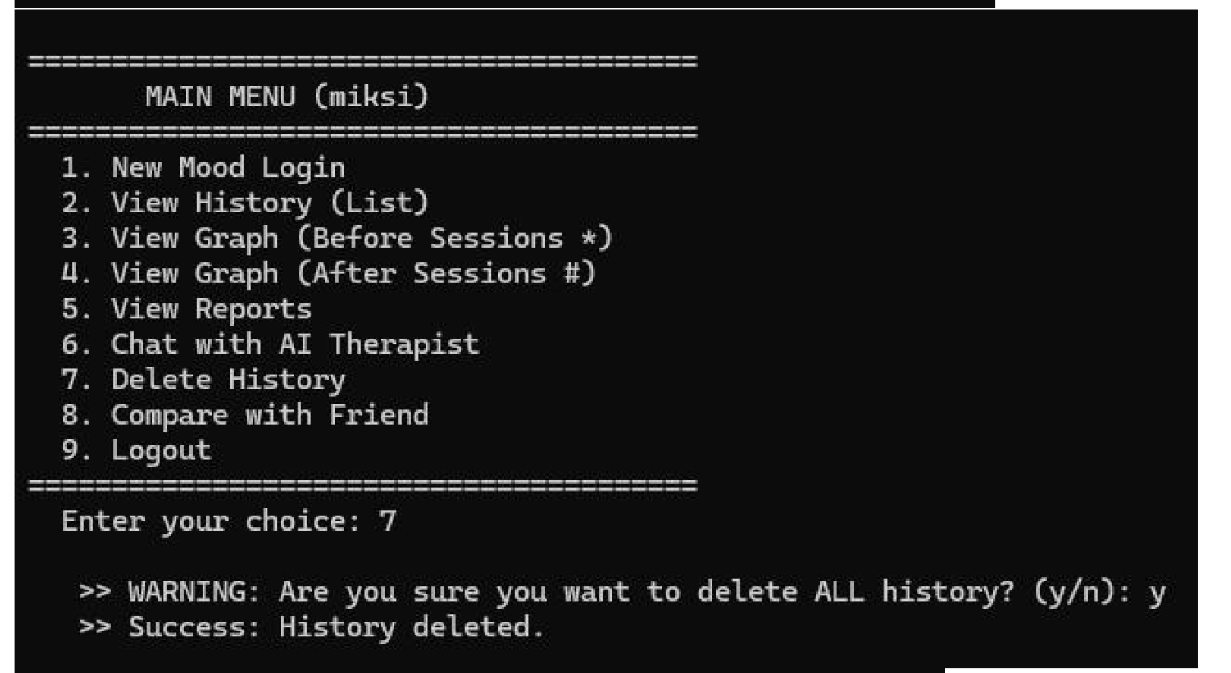 ========================================
MAIN MENU (miksi)
========================================
1. New Mood Login
2. View History (List)
3. View Graph (Before Sessions *)
4. View Graph (After Sessions #)
5. View Reports
6. Chat with AI Therapist
7. Delete History
8. Compare with Friend
9. Logout
========================================
Enter your choice: 7
>> WARNING: Are you sure you want to delete ALL history? (y/n): y
>> Success: History deleted.